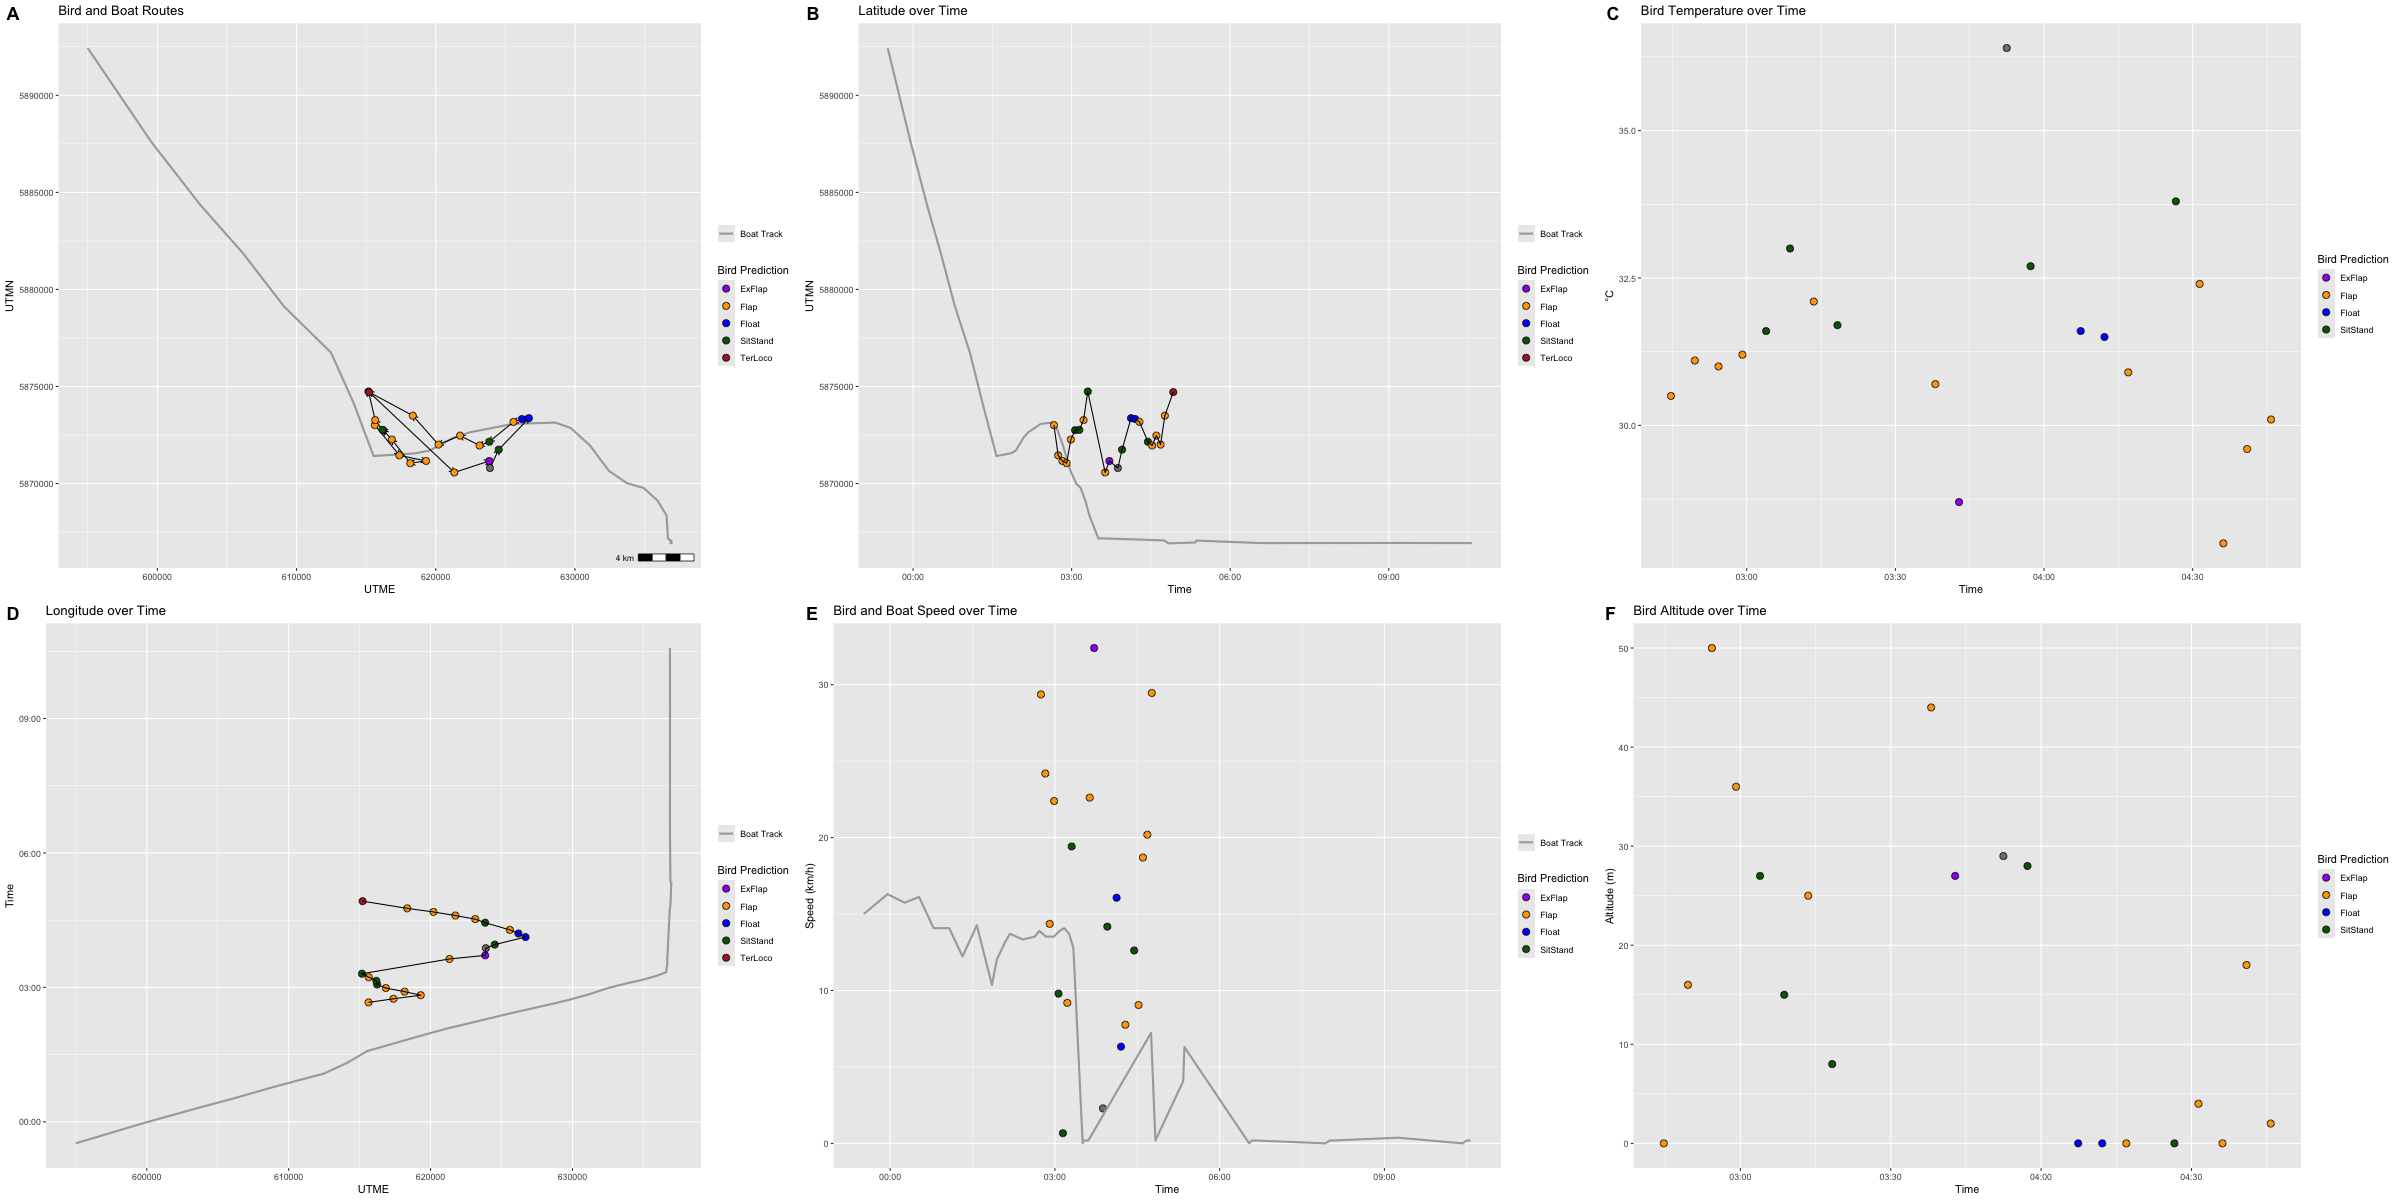 A Bird and Boat Routes
5890000
5885000
5880000
5875000
5870000
UTMN
600000 610000 620000 630000
UTME
4 km
Boat Track
Bird Prediction
ExFlap
Flap
Float
SitStand
TerLoco
B Latitude over Time
5890000
5885000
5880000
5875000
5870000
UTMN
00:00 03:00 06:00 09:00
Time
Boat Track
Bird Prediction
ExFlap
Flap
Float
SitStand
TerLoco
C Bird Temperature over Time
35.0
32.5
30.0
°C
03:00 03:30 04:00 04:30
Time
Bird Prediction
ExFlap
Flap
Float
SitStand
D Longitude over Time
09:00
06:00
03:00
00:00
Time
600000 610000 620000 630000
UTME
Boat Track
Bird Prediction
ExFlap
Flap
Float
SitStand
TerLoco
E Bird and Boat Speed over Time
30
20
10
0
Speed (km/h)
00:00 03:00 06:00 09:00
Time
Boat Track
Bird Prediction
ExFlap
Flap
Float
SitStand
F Bird Altitude over Time
50
40
30
20
10
0
Altitude (m)
03:00 03:30 04:00 04:30
Time
Bird Prediction
ExFlap
Flap
Float
SitStand